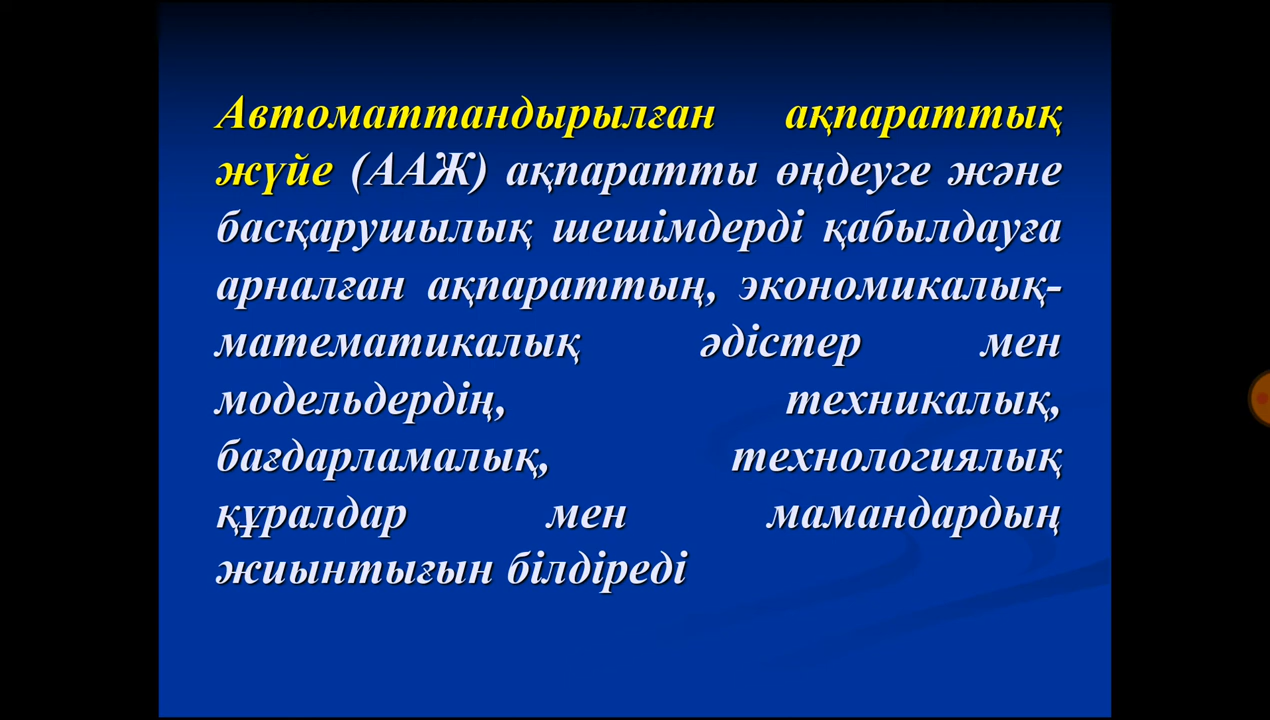 Автоматтандырылған ақпараттық
жүйе (ААЖ) ақпаратты өңдеуге және
басқарушылық шешімдерді қабылдауға
арналған ақпараттың, экономикалық-
математикалық әдістер мен
модельдердің, техникалық,
бағдарламалық, технологиялық
құралдар мен мамандардың
жиынтығын білдіреді